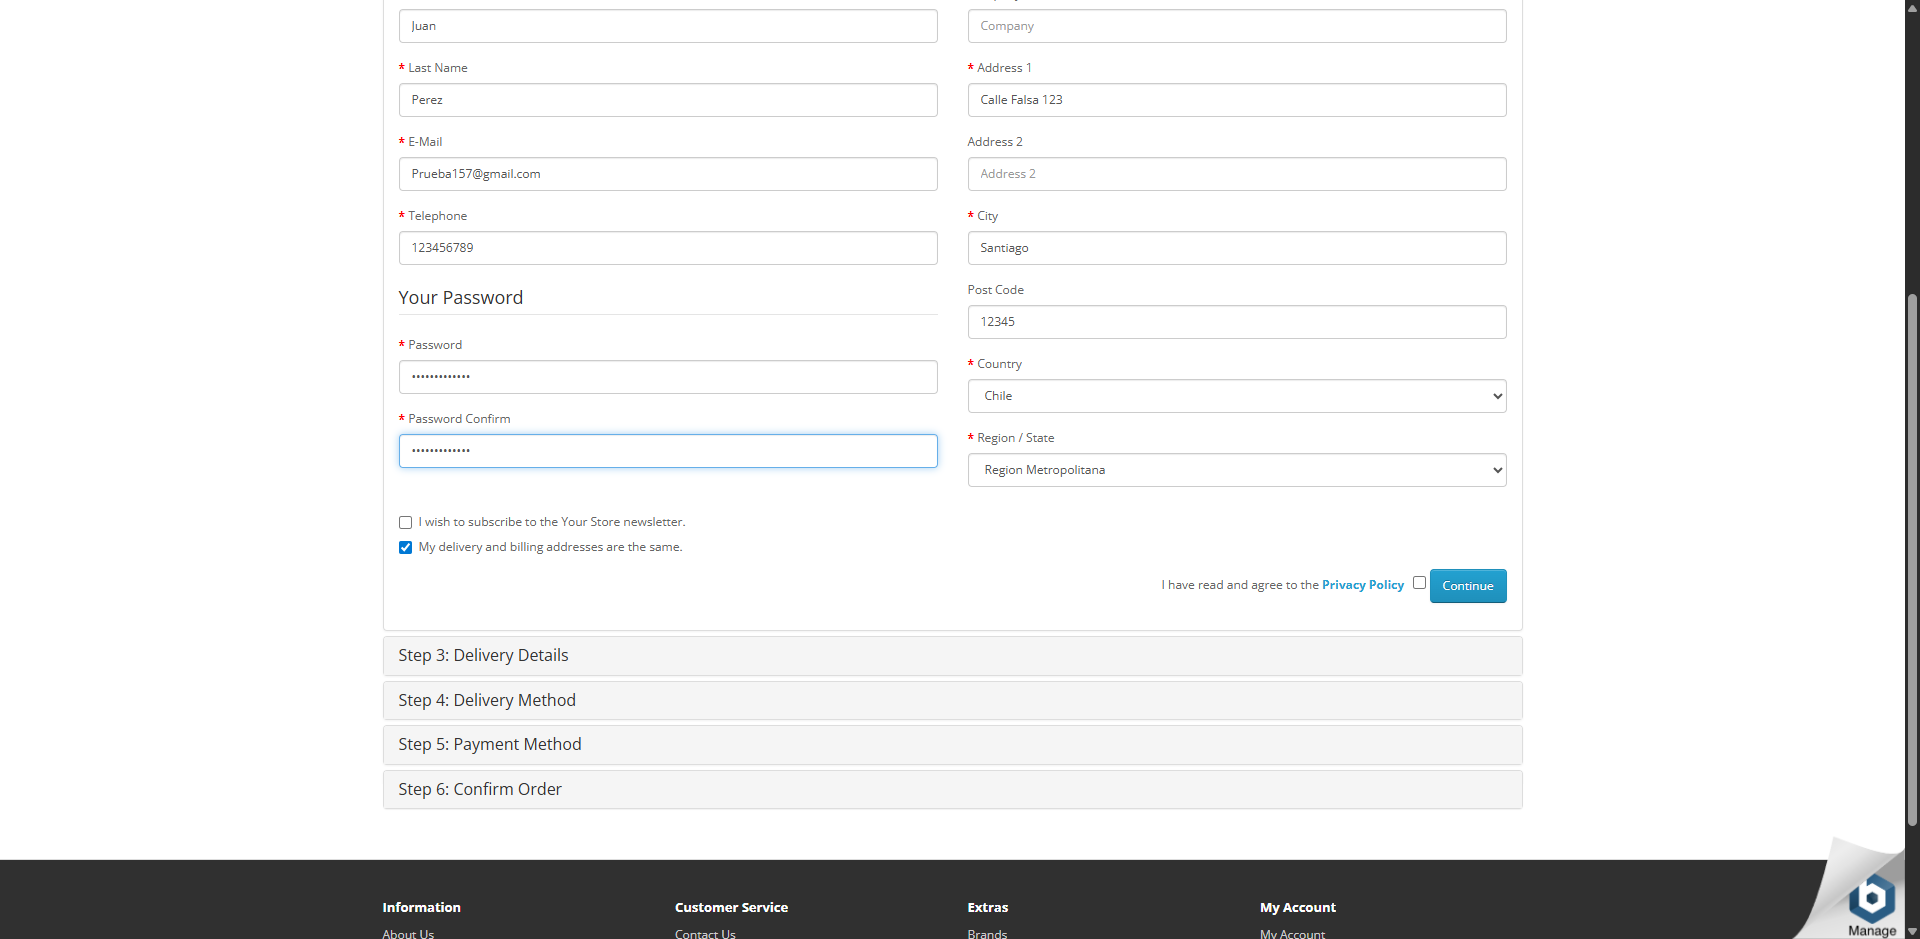 Juan
* Last Name
Perez
* E-Mail
Prueba157@gmail.com
* Telephone
123456789
Your Password
* Password
•••••••••••••
* Password Confirm
•••••••••••••
Company
* Address 1
Calle Falsa 123
Address 2
Address 2
* City
Santiago
Post Code
12345
* Country
Chile
* Region / State
Region Metropolitana
I wish to subscribe to the Your Store newsletter.
My delivery and billing addresses are the same.
I have read and agree to the Privacy Policy
Continue
Step 3: Delivery Details
Step 4: Delivery Method
Step 5: Payment Method
Step 6: Confirm Order
Information
About Us
Customer Service
Contact Us
Extras
Brands
My Account
My Account
b
Manage